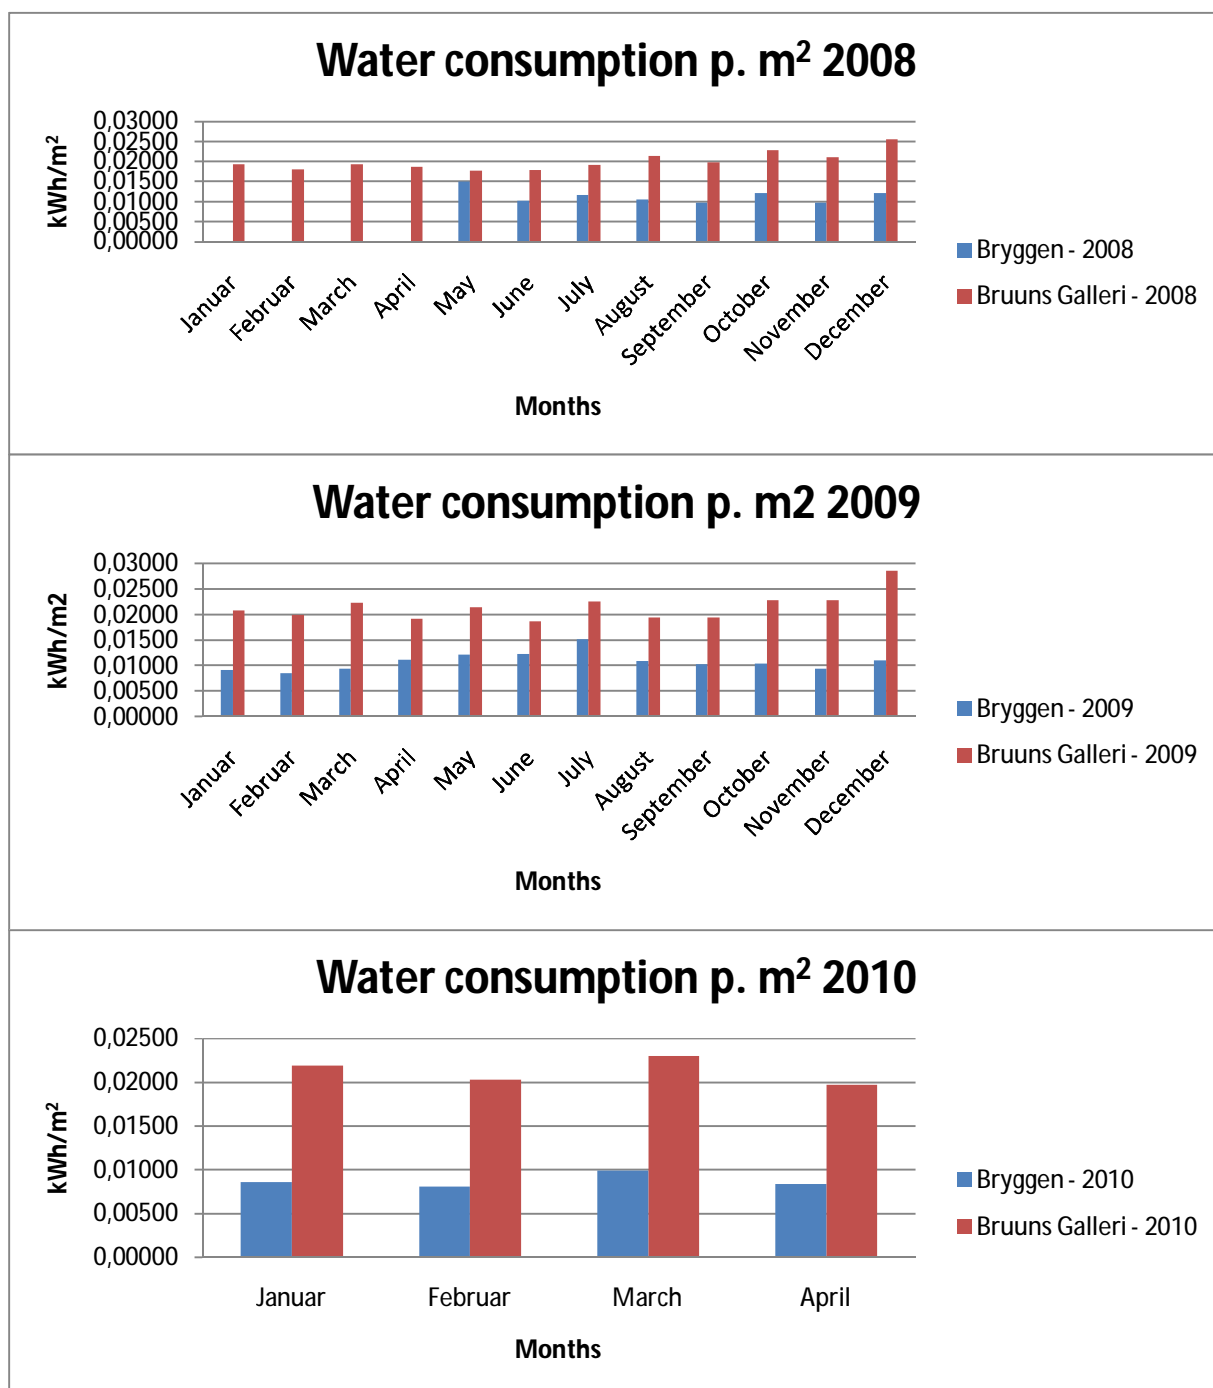 Water consumption p. m² 2008
0,03000
0,02500
0,02000
0,01500
0,01000
0,00500
0,00000
kWh/m²
Januar
Februar
March
April
May
June
July
August
September
October
November
December
Months
Bryggen - 2008
Bruuns Galleri - 2008
Water consumption p. m2 2009
0,03000
0,02500
0,02000
0,01500
0,01000
0,00500
0,00000
kWh/m2
Januar
Februar
March
April
May
June
July
August
September
October
November
December
Months
Bryggen - 2009
Bruuns Galleri - 2009
Water consumption p. m² 2010
0,02500
0,02000
0,01500
0,01000
0,00500
0,00000
kWh/m²
Januar
Februar
March
April
Months
Bryggen - 2010
Bruuns Galleri - 2010